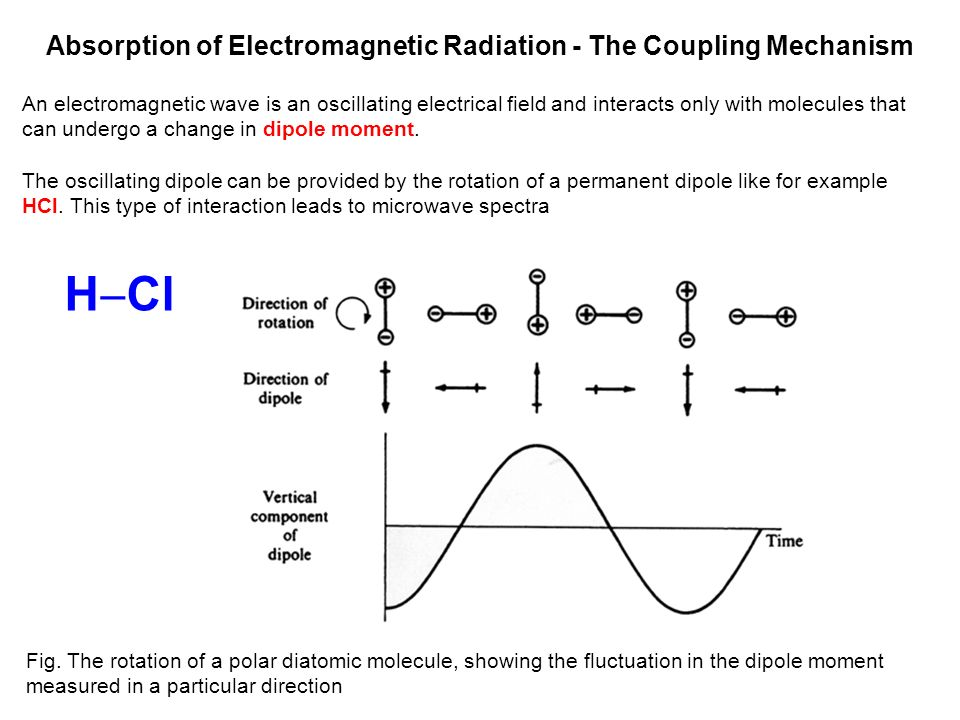 Absorption of Electromagnetic Radiation - The Coupling Mechanism
An electromagnetic wave is an oscillating electrical field and interacts only with molecules that
can undergo a change in dipole moment.
The oscillating dipole can be provided by the rotation of a permanent dipole like for example
HCl. This type of interaction leads to microwave spectra
H–Cl
Direction of
rotation
Direction of
dipole
Vertical
component
of
dipole
Time
Fig. The rotation of a polar diatomic molecule, showing the fluctuation in the dipole moment
measured in a particular direction